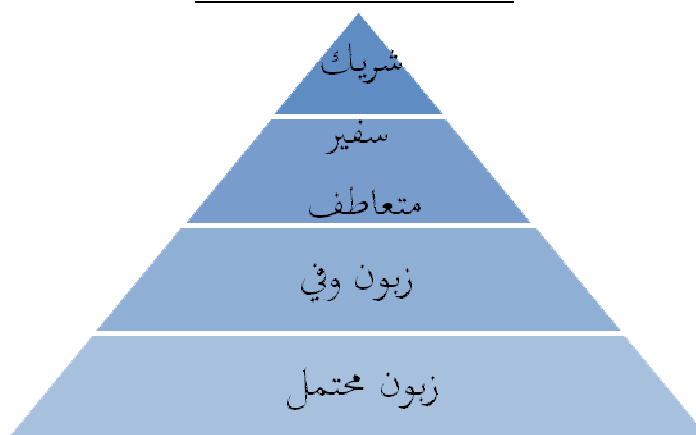 شريك
سفير
متعاطف
زبون وفي
زبون محتمل